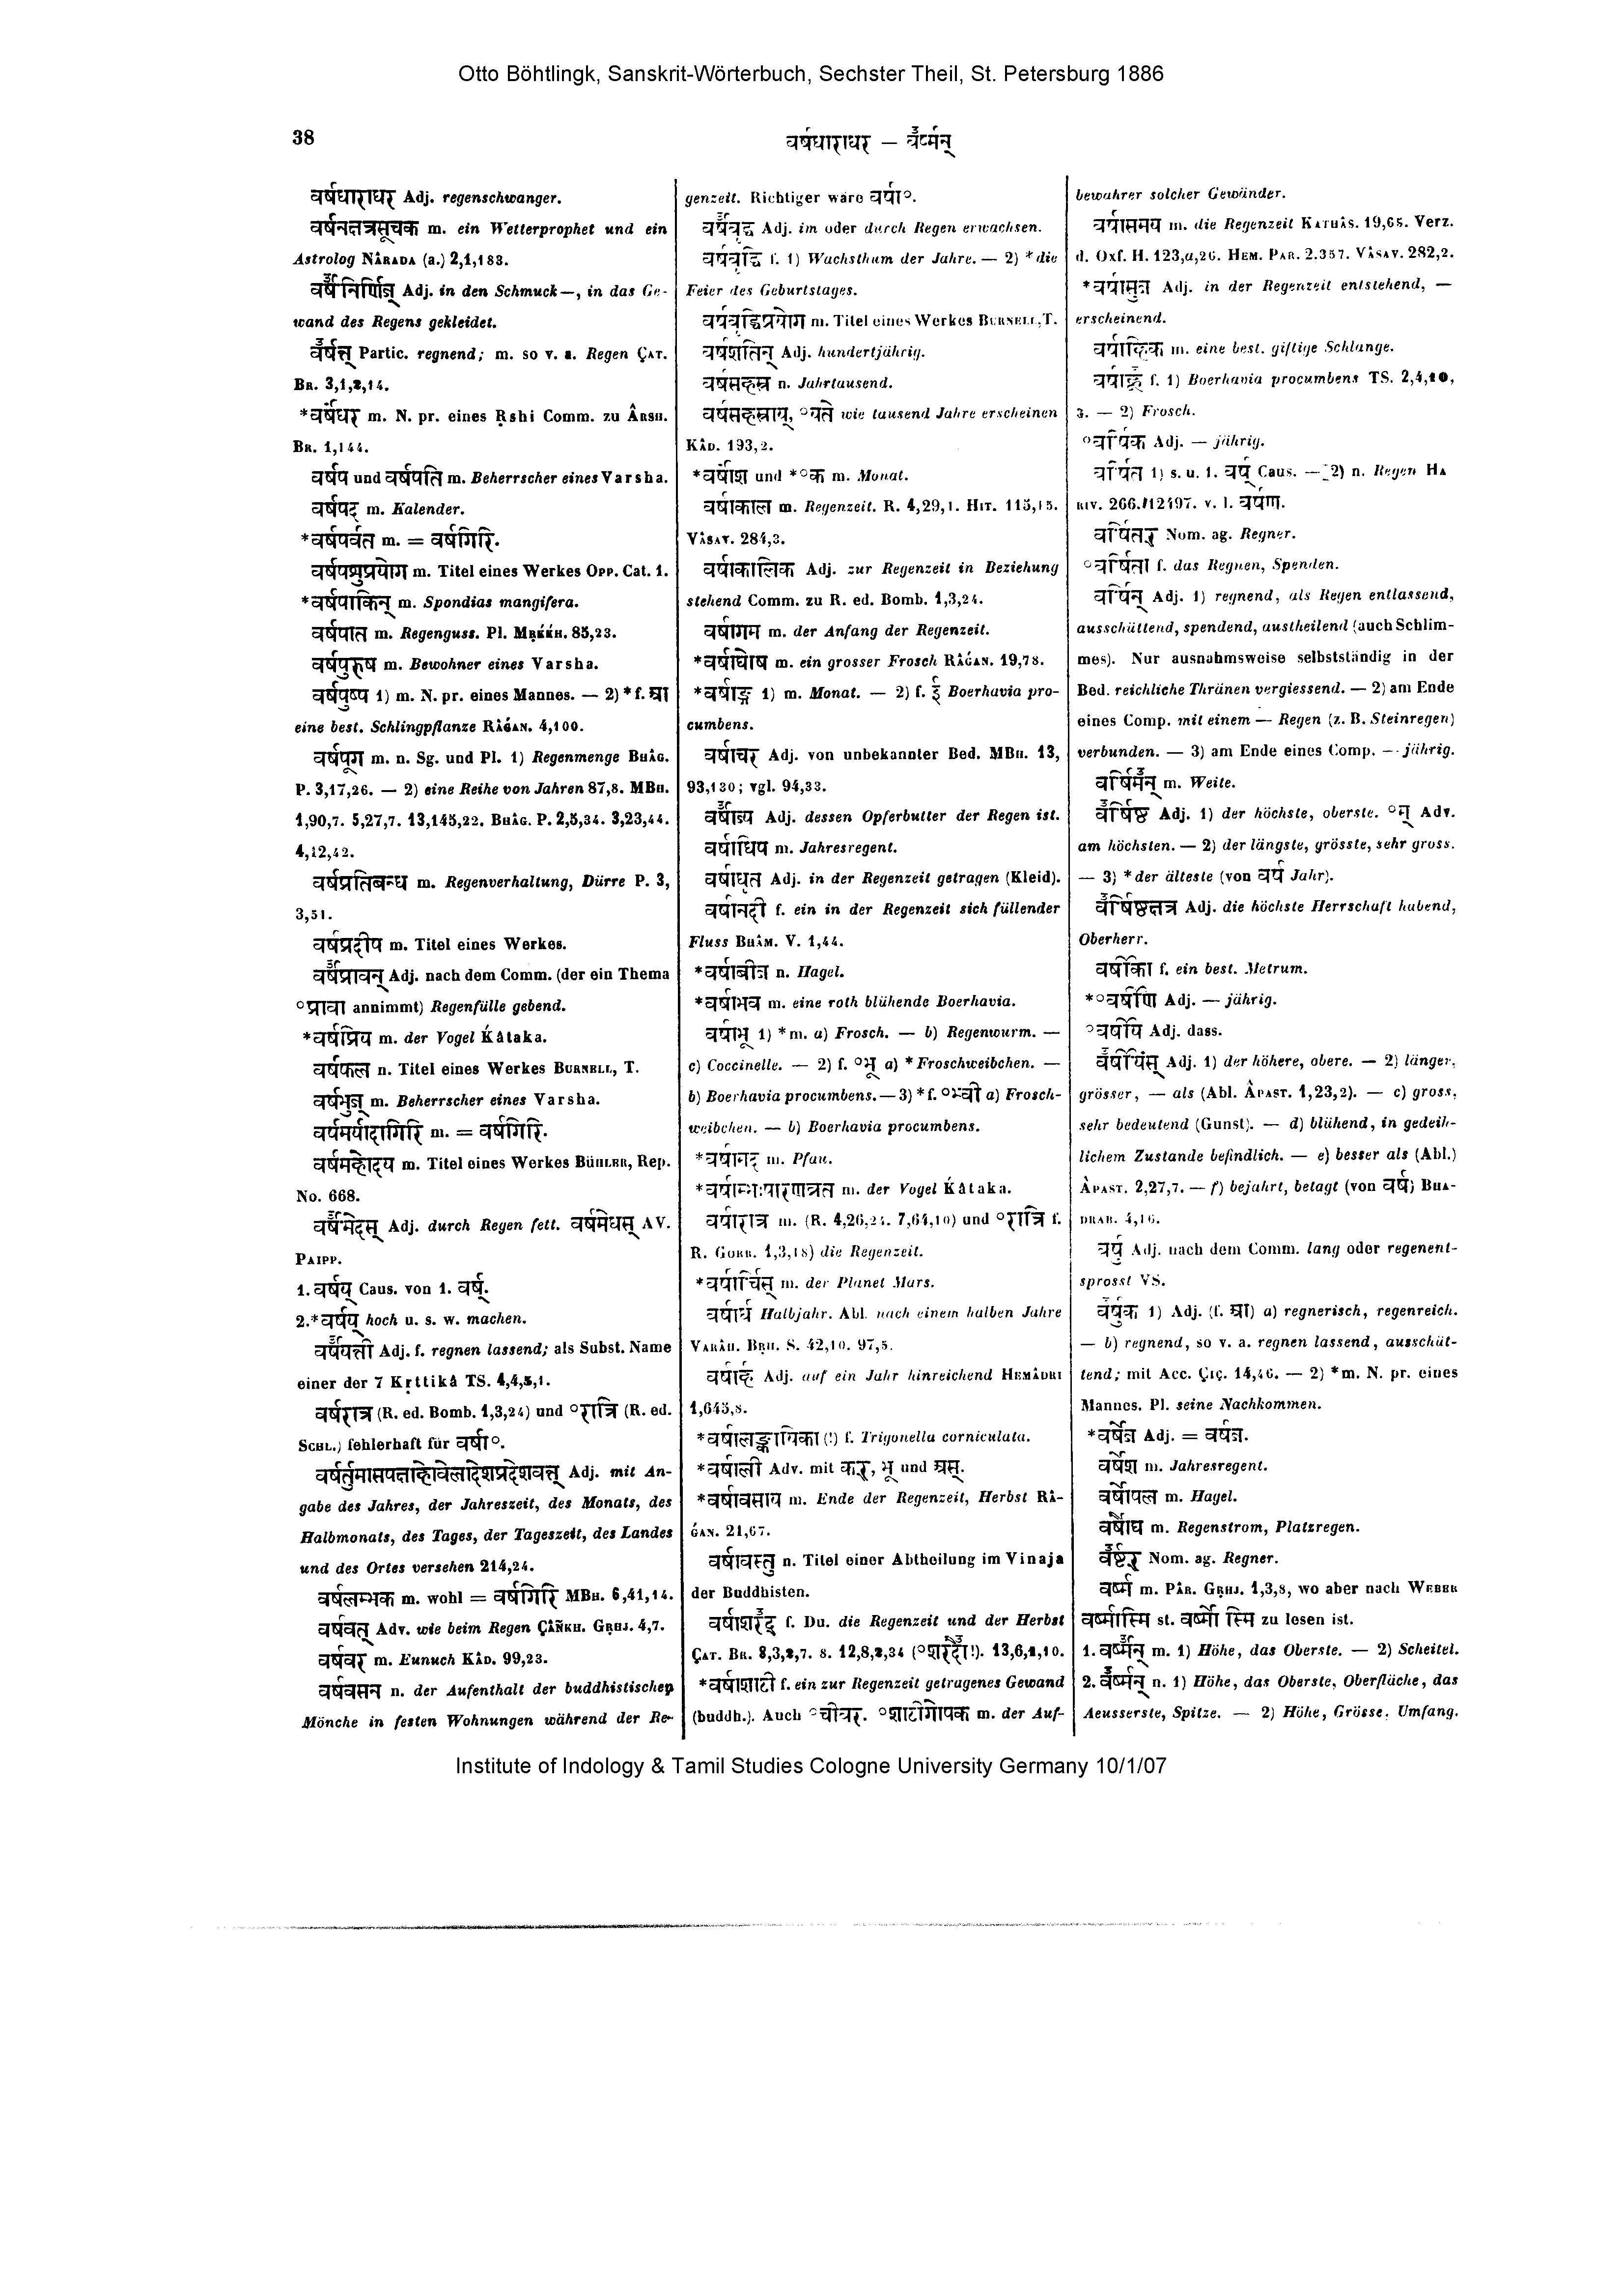 Otto Böhtlingk, Sanskrit-Wörterbuch, Sechster Theil, St. Petersburg 1886
38
वर्षधाराधर — वर्ष्मन्
वर्षधाराधर Adj. regenschwanger.
वर्षनक्षत्रसूचक m. ein Wetterprophet und ein
Astrolog NÂRADA (a.) 2,1,183.
वर्षनिर्णिज् Adj. in den Schmuck—, in das Ge-
wand des Regens gekleidet.
वर्षत् Partic. regnend; m. so v. a. Regen ÇAT.
BR. 3,1,2,14.
*वर्षंधर m. N. pr. eines Ṛshi Comm. zu ÂRSH.
BR. 1,144.
वर्षप und वर्षपति m. Beherrscher eines Varsha.
वर्षपद m. Kalender.
*वर्षपर्वत m. = वर्षगिरि.
वर्षपशुप्रयोग m. Titel eines Werkes OPP. Cat. 1.
*वर्षपाकिन् m. Spondias mangifera.
वर्षपात m. Regenguss. Pl. MṚKKH. 85,23.
वर्षपुरुष m. Bewohner eines Varsha.
वर्षपुष्प 1) m. N. pr. eines Mannes. — 2) *f. आ
eine best. Schlingpflanze RÂǴAN. 4,100.
वर्षपूग m. n. Sg. und Pl. 1) Regenmenge BHÂG.
P. 3,17,26. — 2) eine Reihe von Jahren 87,8. MBH.
1,90,7. 5,27,7. 13,145,22. BHÂG. P. 2,5,34. 3,23,44.
4,12,42.
वर्षप्रतिबन्ध m. Regenverhaltung, Dürre P. 3,
3,51.
वर्षप्रदीप m. Titel eines Werkes.
वर्षप्रावन् Adj. nach dem Comm. (der ein Thema
°प्रावा annimmt) Regenfülle gebend.
*वर्षप्रिय m. der Vogel Ḱâtaka.
वर्षफल n. Titel eines Werkes BURNELL, T.
वर्षभुज् m. Beherrscher eines Varsha.
वर्षमर्यादागिरि m. = वर्षगिरि.
वर्षमहोदय m. Titel eines Werkes BÜHLER, Rep.
No. 668.
वर्षमेदस् Adj. durch Regen fett. वर्षमेधस् AV.
PAIPP.
1. वर्षय् Caus. von 1. वर्ष्.
2.*वर्षय् hoch u. s. w. machen.
वर्षयन्ती Adj. f. regnen lassend; als Subst. Name
einer der 7 Kṛttikâ TS. 4,4,5,1.
वर्षरात्र (R. ed. Bomb. 1,3,24) und °रात्रि (R. ed.
SCHL.) fehlerhaft für वर्षा°.
वर्षर्तुमासपक्षाहोवेलादेशप्रदेशवत् Adj. mit An-
gabe des Jahres, der Jahreszeit, des Monats, des
Halbmonats, des Tages, der Tageszeit, des Landes
und des Ortes versehen 214,24.
वर्षलम्भक m. wohl = वर्षगिरि MBH. 6,41,14.
वर्षवत् Adv. wie beim Regen ÇÂÑKH. GṚHJ. 4,7.
वर्षवर m. Eunuch KÂD. 99,23.
वर्षवसन n. der Aufenthalt der buddhistischen
Mönche in festen Wohnungen während der Re-
genzeit. Richtiger wäre वर्षा°.
वर्षवृद्ध Adj. im oder durch Regen erwachsen.
वर्षवृद्धि f. 1) Wachsthum der Jahre. — 2) *die
Feier des Geburtstages.
वर्षवृद्धिप्रयोग m. Titel eines Werkes BURNELL, T.
वर्षशतिन् Adj. hundertjährig.
वर्षसहस्र n. Jahrtausend.
वर्षसहस्राय्, °यते wie tausend Jahre erscheinen
KÂD. 193,2.
*वर्षांश und *°क m. Monat.
वर्षाकाल m. Regenzeit. R. 4,29,1. HIT. 115,15.
VÂSAV. 284,3.
वर्षाकालिक Adj. zur Regenzeit in Beziehung
stehend Comm. zu R. ed. Bomb. 1,3,24.
वर्षागम m. der Anfang der Regenzeit.
*वर्षाघोष m. ein grosser Frosch RÂǴAN. 19,78.
*वर्षाङ्ग 1) m. Monat. — 2) f. ई Boerhavia pro-
cumbens.
वर्षाचर Adj. von unbekannter Bed. MBH. 13,
93,130; vgl. 94,33.
वर्षाज्य Adj. dessen Opferbutter der Regen ist.
वर्षाधिप m. Jahresregent.
वर्षाधृत Adj. in der Regenzeit getragen (Kleid).
वर्षानदी f. ein in der Regenzeit sich füllender
Fluss BHÂM. V. 1,44.
*वर्षाबीज n. Hagel.
*वर्षाभव m. eine roth blühende Boerhavia.
वर्षाभू 1) *m. a) Frosch. — b) Regenwurm. —
c) Coccinelle. — 2) f. °भू a) *Froschweibchen. —
b) Boerhavia procumbens. — 3) *f. °भ्वी a) Frosch-
weibchen. — b) Boerhavia procumbens.
*वर्षामद m. Pfau.
*वर्षाम्भःपारणव्रत m. der Vogel Ḱâtaka.
वर्षारात्र m. (R. 4,26,24. 7,64,10) und °रात्रि f.
R. GORR. 1,3,18) die Regenzeit.
*वर्षार्चिस् m. der Planet Mars.
वर्षार्ध Halbjahr. Abl. nach einem halben Jahre
VARÂH. BṚH. S. 42,10. 97,5.
वर्षार्ह Adj. auf ein Jahr hinreichend HEMÂDRI
1,645,8.
*वर्षालङ्कायिका (!) f. Trigonella corniculata.
*वर्षाली Adv. mit कर्, भू und अस्.
*वर्षावसाय m. Ende der Regenzeit, Herbst RÂ-
ǴAN. 21,67.
वर्षावस्तु n. Titel einer Abtheilung im Vinaja
der Buddhisten.
वर्षाशरद् f. Du. die Regenzeit und der Herbst
ÇAT. BR. 8,3,2,7. 8. 12,8,2,34 (°शरदौ!). 13,6,1,10.
*वर्षाशाटी f. ein zur Regenzeit getragenes Gewand
(buddh.). Auch °चीवर. °शाटीगोपक m. der Auf-
bewahrer solcher Gewänder.
वर्षासमय m. die Regenzeit KATHÂS. 19,65. Verz.
d. Oxf. H. 123,a,26. HEM. PAR. 2.357. VÂSAV. 282,2.
*वर्षासुज Adj. in der Regenzeit entstehend, —
erscheinend.
वर्षाहिक m. eine best. giftige Schlange.
वर्षाहू f. 1) Boerhavia procumbens TS. 2,4,10,
3. — 2) Frosch.
°वर्षिक Adj. — jährig.
वर्षित 1) s. u. 1. वर्ष् Caus. — 2) n. Regen HA
RIV. 266. 12197. v. l. वर्षण.
वर्षितर् Nom. ag. Regner.
°वर्षिता f. das Regnen, Spenden.
वर्षिन् Adj. 1) regnend, als Regen entlassend,
ausschüttend, spendend, austheilend (auch Schlim-
mes). Nur ausnahmsweise selbstständig in der
Bed. reichliche Thränen vergiessend. — 2) am Ende
eines Comp. mit einem — Regen (z. B. Steinregen)
verbunden. — 3) am Ende eines Comp. — jährig.
वर्षिमन् m. Weite.
वर्षिष्ठ Adj. 1) der höchste, oberste. °म् Adv.
am höchsten. — 2) der längste, grösste, sehr gross.
— 3) *der älteste (von वर्ष Jahr).
वर्षिष्ठक्षत्र Adj. die höchste Herrschaft habend,
Oberherr.
वर्षीका f. ein best. Metrum.
*°वर्षीण Adj. — jährig.
°वर्षीय Adj. dass.
वर्षीयंस् Adj. 1) der höhere, obere. — 2) länger,
grösser, — als (Abl. ÂPAST. 1,23,2). — c) gross,
sehr bedeutend (Gunst). — d) blühend, in gedeih-
lichem Zustande befindlich. — e) besser als (Abl.)
ÂPAST. 2,27,7. — f) bejahrt, betagt (von वर्ष) BHA-
DRAB. 4,16.
वर्षु Adj. nach dem Comm. lang oder regenent-
sprosst VS.
वर्षुक 1) Adj. (f. आ) a) regnerisch, regenreich.
— b) regnend, so v. a. regnen lassend, ausschüt-
tend; mit Acc. ÇIÇ. 14,46. — 2) *m. N. pr. eines
Mannes. Pl. seine Nachkommen.
*वर्षेज Adj. = वर्षज.
वर्षेश m. Jahresregent.
वर्षोपल m. Hagel.
वर्षौघ m. Regenstrom, Platzregen.
वर्ष्टर् Nom. ag. Regner.
वर्ष्म m. PÂR. GṚHJ. 1,3,8, wo aber nach WEBER
वर्ष्मास्मि st. वर्ष्मो स्मि zu lesen ist.
1. वर्ष्मन् m. 1) Höhe, das Oberste. — 2) Scheitel.
2. वर्ष्मन् n. 1) Höhe, das Oberste, Oberfläche, das
Aeusserste, Spitze. — 2) Höhe, Grösse, Umfang.
Institute of Indology & Tamil Studies Cologne University Germany 10/1/07